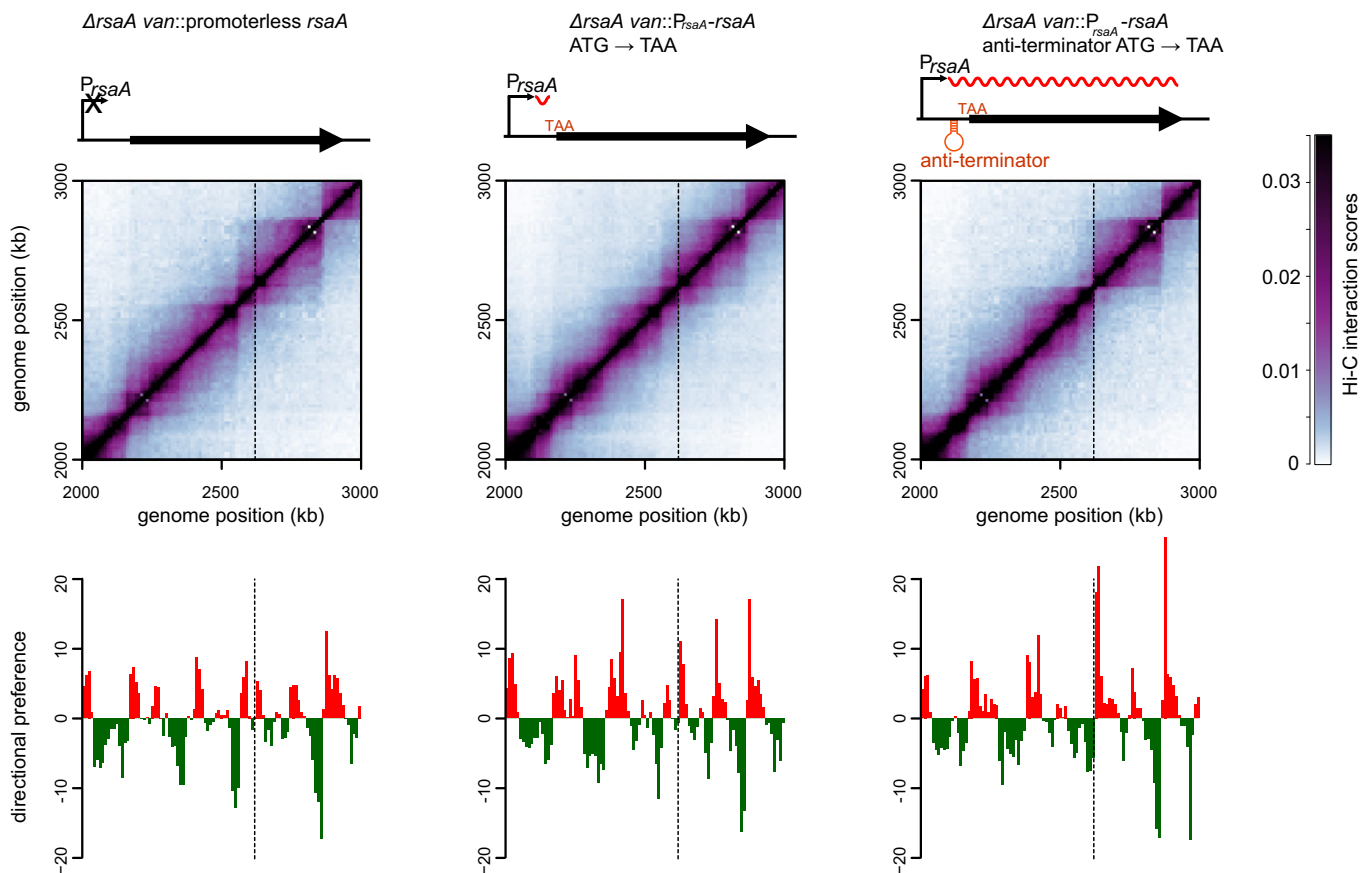 ΔrsaA van::promoterless rsaA
ΔrsaA van::PrsaA-rsaA
ATG → TAA
ΔrsaA van::PrsaA-rsaA
anti-terminator ATG → TAA
PrsaA
X
PrsaA
TAA
PrsaA
TAA
anti-terminator
genome position (kb)
3000
2500
2000
2000 2500 3000
genome position (kb)
3000
2500
2000
2000 2500 3000
genome position (kb)
3000
2500
2000
2000 2500 3000
genome position (kb)
0.03
0.02
0.01
0
Hi-C interaction scores
directional preference
20
10
0
−10
−20
20
10
0
−10
−20
20
10
0
−10
−20